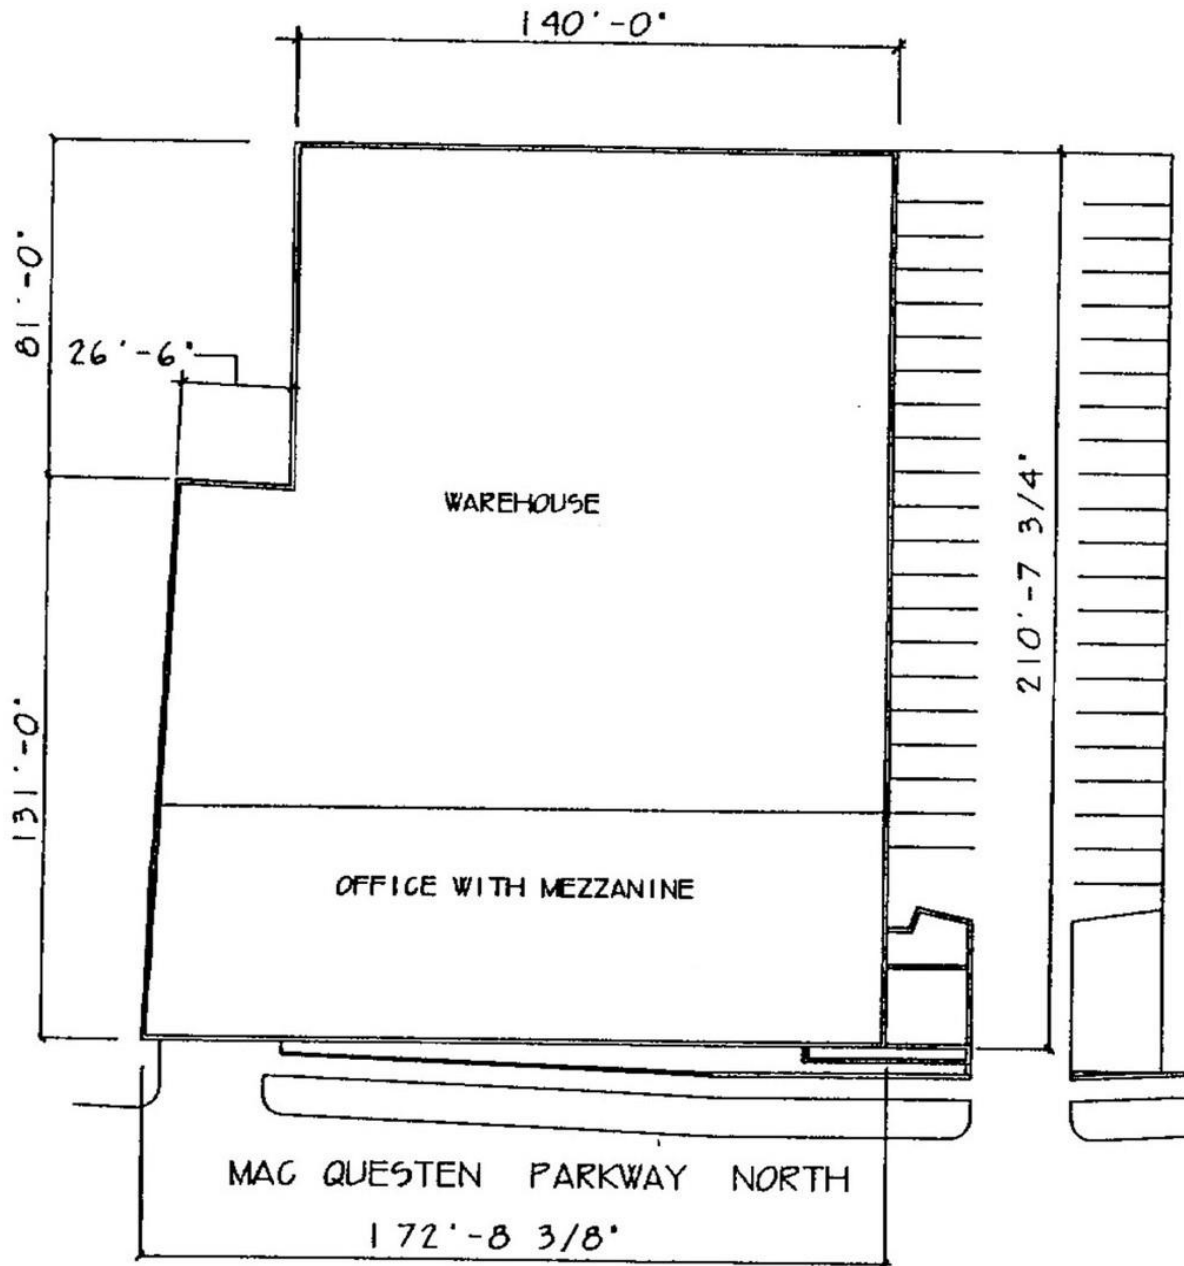 140'-0"
81'-0"
26'-6"
WAREHOUSE
210'-7 3/4"
131'-0"
OFFICE WITH MEZZANINE
MAC QUESTEN PARKWAY NORTH
172'-8 3/8"